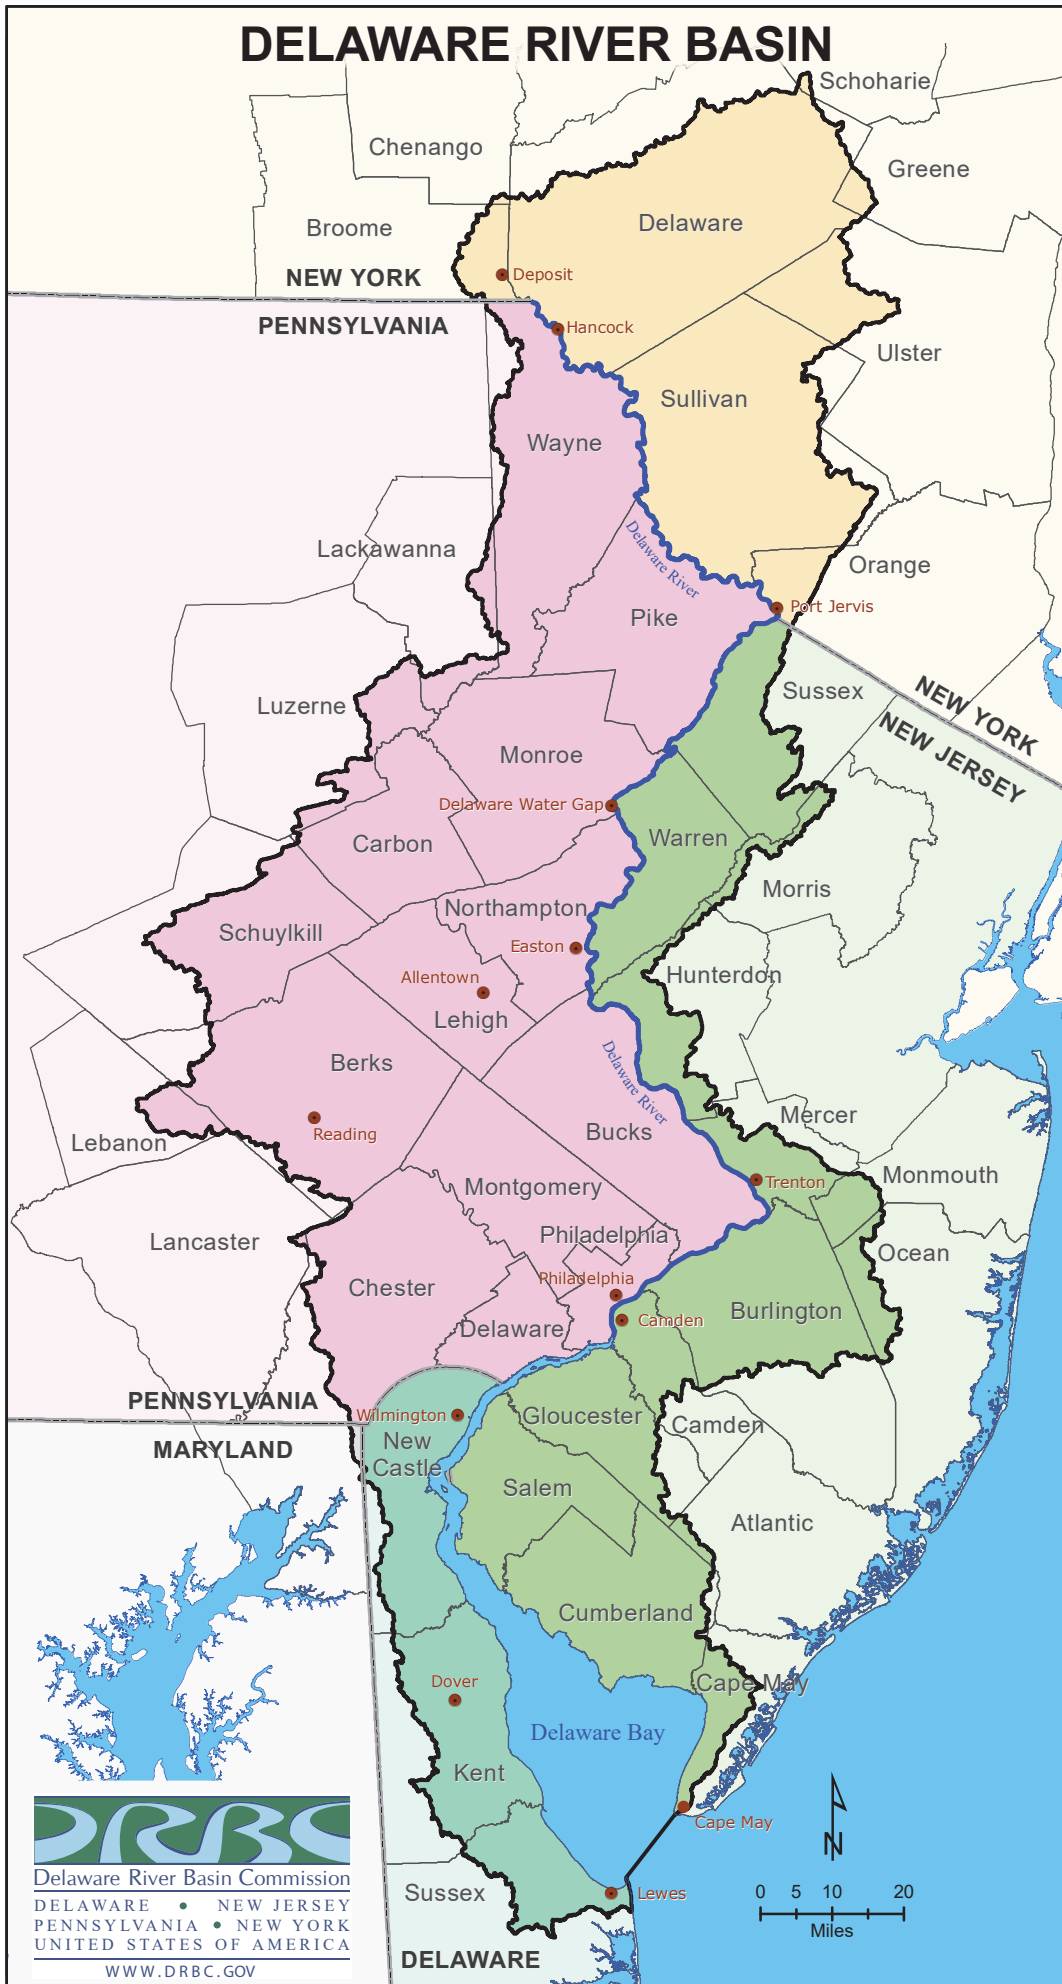 DELAWARE RIVER BASIN
Schoharie
Chenango
Greene
Broome
Delaware
NEW YORK
Deposit
PENNSYLVANIA
Hancock
Ulster
Sullivan
Wayne
Lackawanna
Delaware River
Orange
Port Jervis
Pike
Sussex
Luzerne
NEW YORK
NEW JERSEY
Monroe
Delaware Water Gap
Warren
Carbon
Morris
Northampton
Schuylkill
Easton
Hunterdon
Allentown
Lehigh
Berks
Delaware River
Reading
Bucks
Mercer
Lebanon
Monmouth
Trenton
Montgomery
Philadelphia
Lancaster
Ocean
Philadelphia
Chester
Burlington
Camden
Delaware
PENNSYLVANIA
Wilmington
Gloucester
Camden
MARYLAND
New
Castle
Salem
Atlantic
Cumberland
Dover
Cape May
Delaware Bay
Kent
Cape May
N
DRBC
Delaware River Basin Commission
DELAWARE • NEW JERSEY
PENNSYLVANIA • NEW YORK
UNITED STATES OF AMERICA
WWW.DRBC.GOV
Sussex
Lewes
0 5 10 20
Miles
DELAWARE